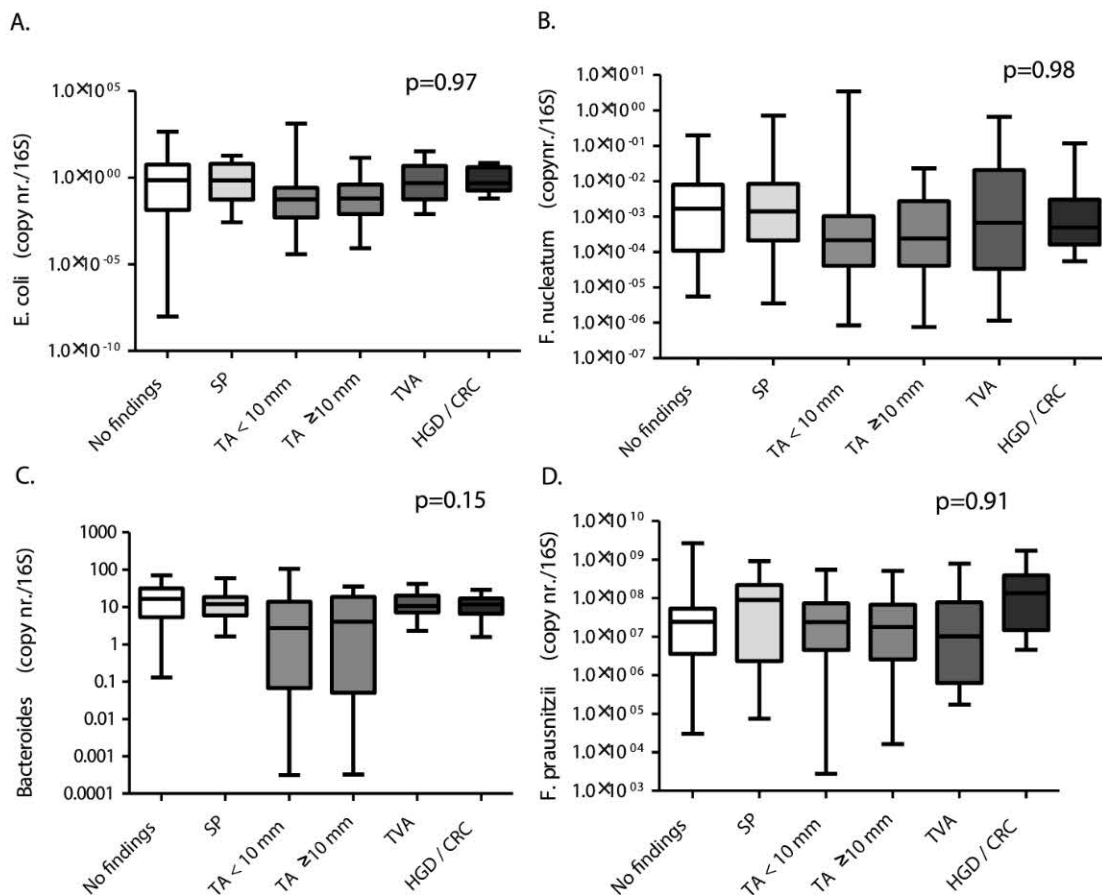 A.
p=0.97
E. coli (copy nr./16S)
1.0×10 05
1.0×10 00
1.0×10 -05
1.0×10 -10
No findings
SP
TA < 10 mm
TA ≥10 mm
TVA
HGD / CRC
B.
p=0.98
F. nucleatum (copynr./16S)
1.0×10 01
1.0×10 00
1.0×10 -01
1.0×10 -02
1.0×10 -03
1.0×10 -04
1.0×10 -05
1.0×10 -06
1.0×10 -07
No findings
SP
TA < 10 mm
TA ≥10 mm
TVA
HGD / CRC
C.
p=0.15
Bacteroides (copy nr./16S)
1000
100
10
1
0.1
0.01
0.001
0.0001
No findings
SP
TA < 10 mm
TA ≥10 mm
TVA
HGD / CRC
D.
p=0.91
F. prausnitzii (copy nr./16S)
1.0×10 10
1.0×10 09
1.0×10 08
1.0×10 07
1.0×10 06
1.0×10 05
1.0×10 04
1.0×10 03
No findings
SP
TA < 10 mm
TA ≥10 mm
TVA
HGD / CRC